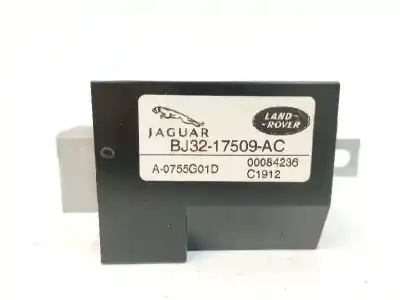 JAGUAR
LAND-
-ROVER
BJ32-17509-AC
A-0755G01D 00084236
C1912